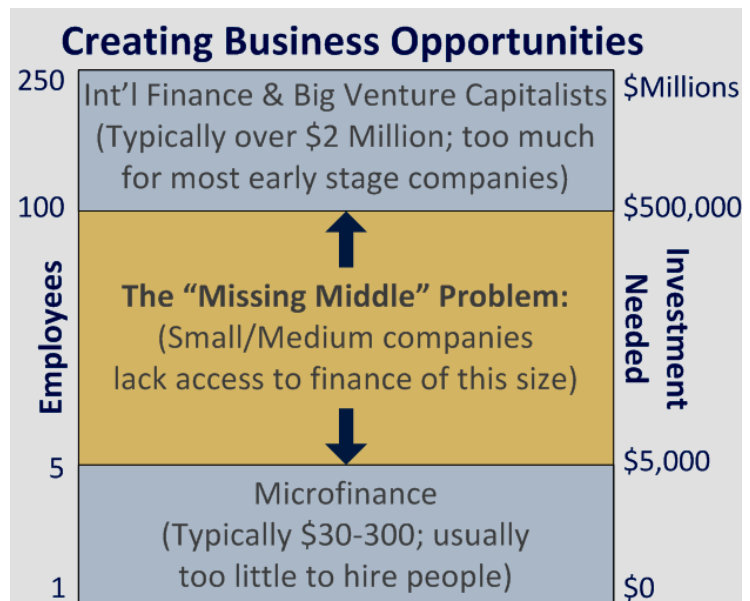 Creating Business Opportunities
250
Int'l Finance & Big Venture Capitalists
(Typically over $2 Million; too much
for most early stage companies)
$Millions
100
$500,000
Employees
The “Missing Middle” Problem:
(Small/Medium companies
lack access to finance of this size)
Investment
Needed
5
$5,000
Microfinance
(Typically $30-300; usually
too little to hire people)
1
$0